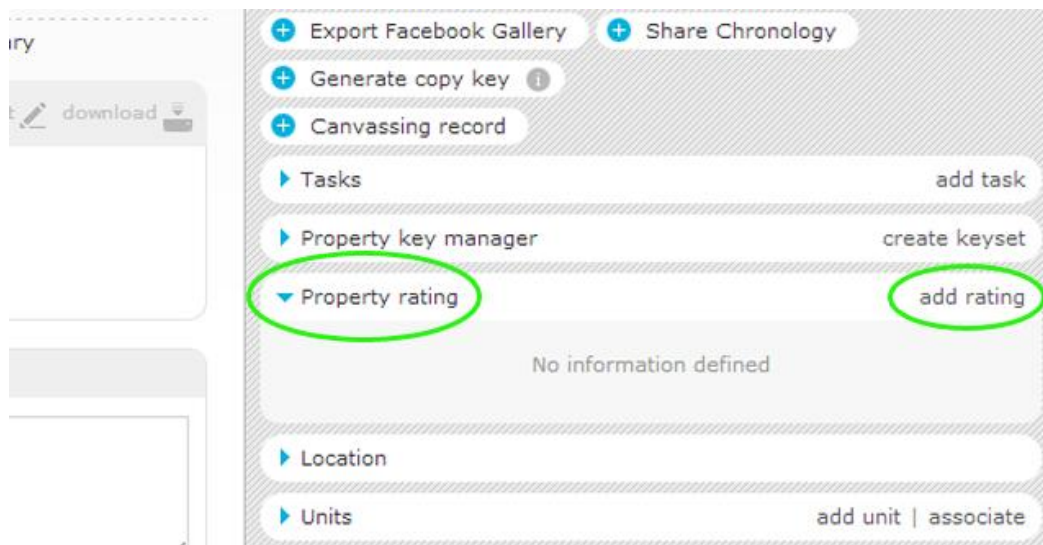 ary
download
Export Facebook Gallery Share Chronology
Generate copy key
Canvassing record
Tasks add task
Property key manager create keyset
Property rating add rating
No information defined
Location
Units add unit | associate